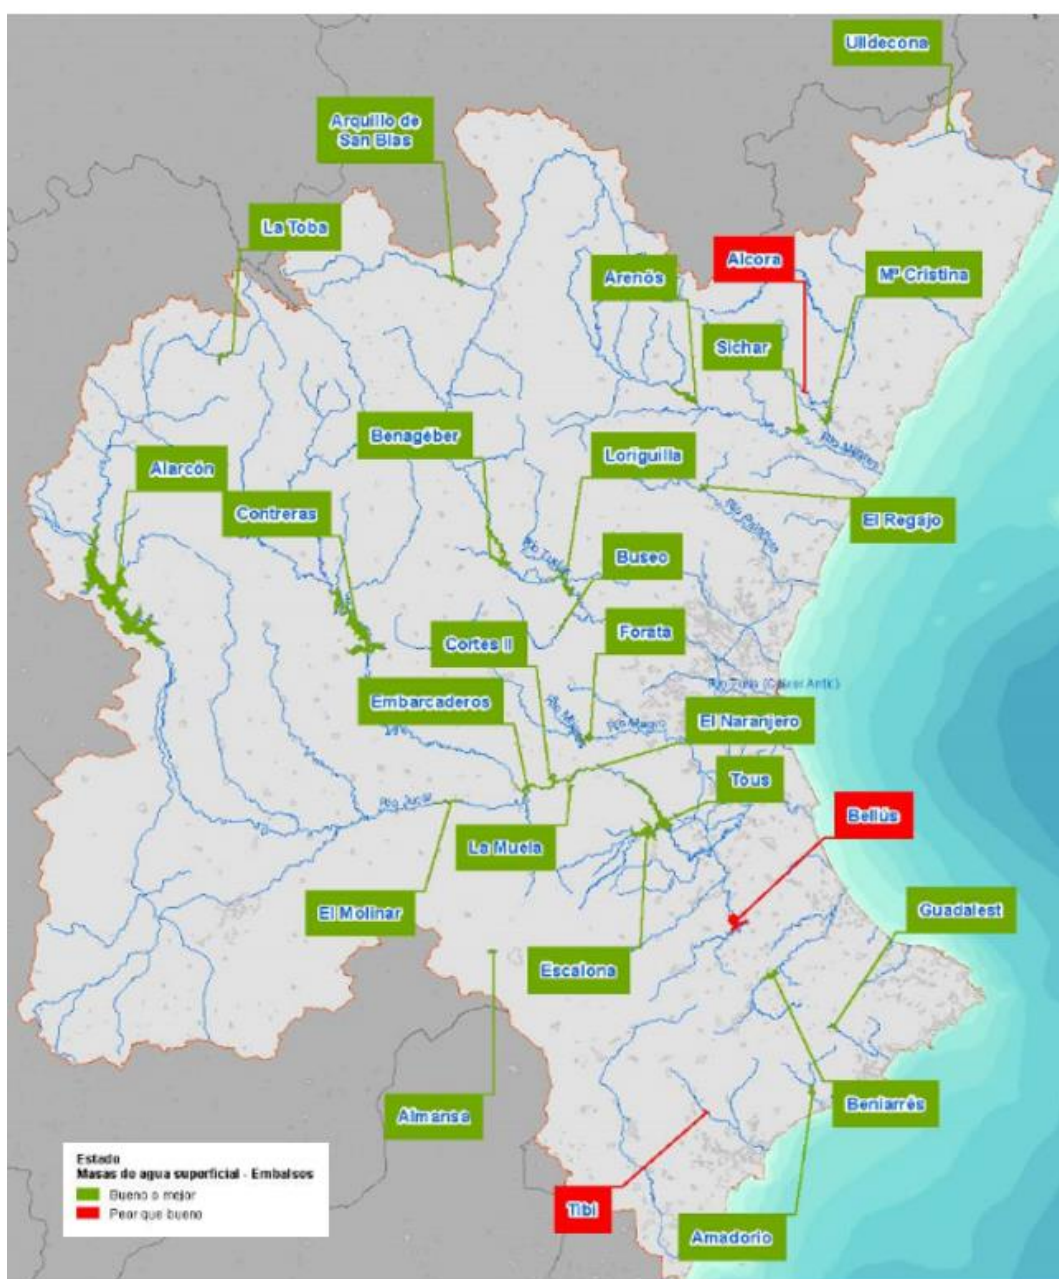 Ulldecona
Arquillo de
San Blas
La Toba
Alcora
Arenós
Mª Cristina
Sichar
Río Mijares
Benagéber
Loriguilla
Alarcón
Contreras
El Regajo
Río Palancia
Río Turia
Buseo
Forata
Cortes II
Río Turia (Cauce Antic)
Embarcaderos
Río Magro
Río Magro
El Naranjero
Tous
Río Júcar
Bellús
La Muela
El Molinar
Guadalest
Escalona
Almansa
Beniarrés
Tibi
Amadorio
Estado
Masas de agua superficial - Embalses
Bueno o mejor
Peor que bueno